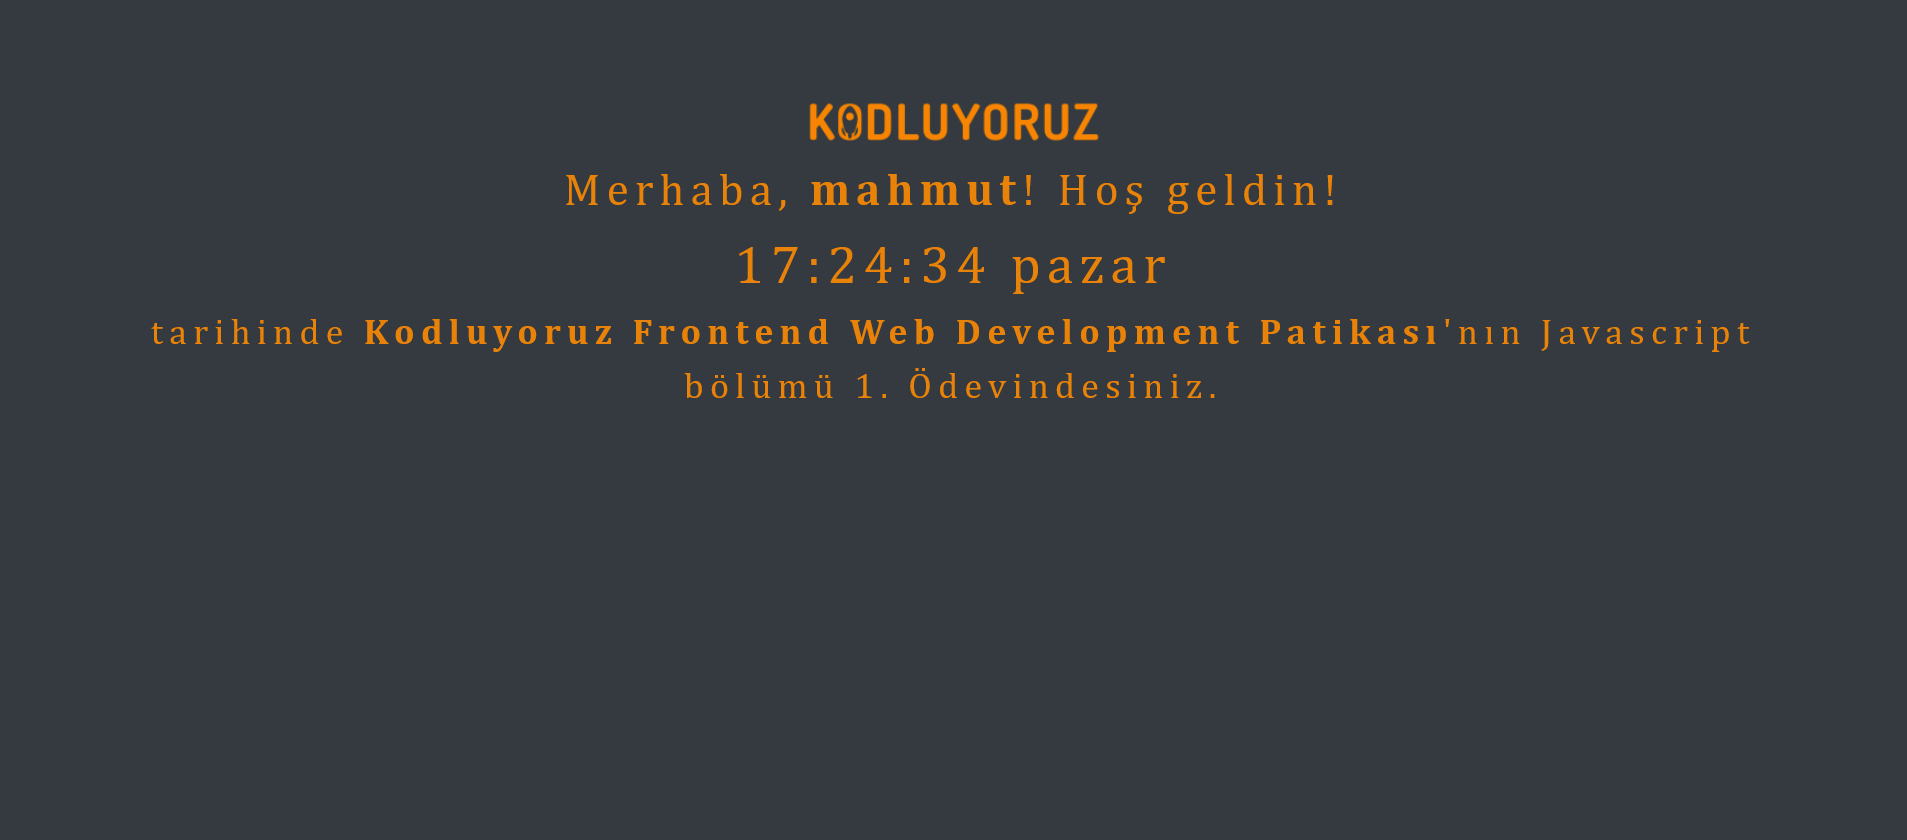 KODLUYORUZ
Merhaba, mahmut! Hoş geldin!
17:24:34 pazar
tarihinde Kodluyoruz Frontend Web Development Patikası'nın Javascript
bölümü 1. Ödevindesiniz.